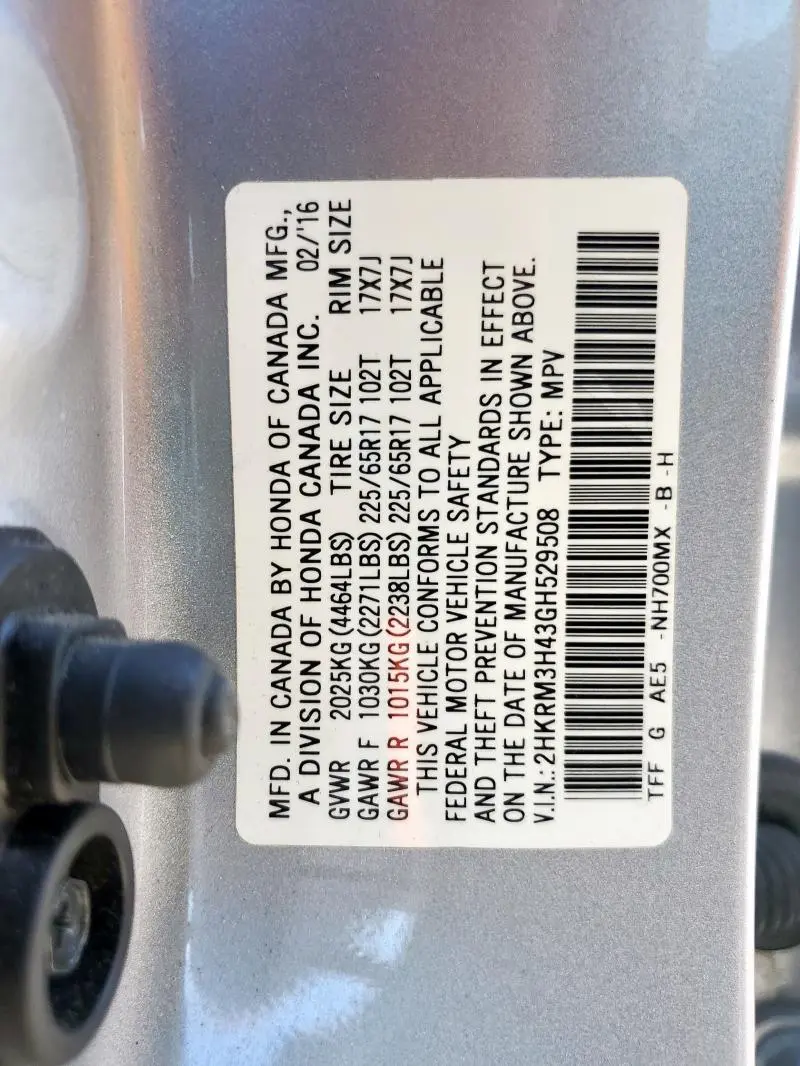 MFD. IN CANADA BY HONDA OF CANADA MFG.,
A DIVISION OF HONDA CANADA INC. 02/'16
GVWR 2025KG(4464LBS) TIRE SIZE RIM SIZE
GAWR F 1030KG(2271LBS) 225/65R17 102T 17X7J
GAWR R 1015KG(2238LBS) 225/65R17 102T 17X7J
THIS VEHICLE CONFORMS TO ALL APPLICABLE
FEDERAL MOTOR VEHICLE SAFETY
AND THEFT PREVENTION STANDARDS IN EFFECT
ON THE DATE OF MANUFACTURE SHOWN ABOVE.
V.I.N.: 2HKRM3H43GH529508 TYPE: MPV
TFF G AE5 -NH700MX -B -H